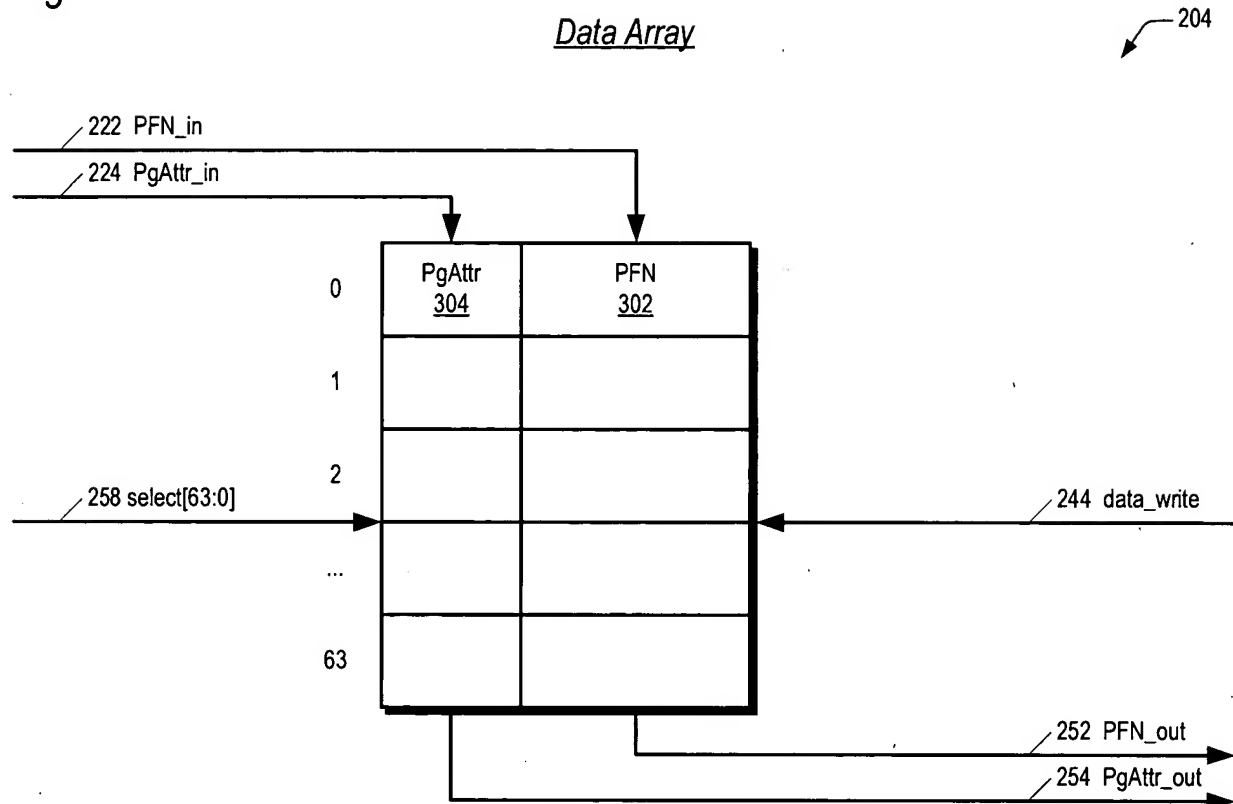 Data Array
204
222 PFN_in
224 PgAttr_in
0
PgAttr
304
PFN
302
1
2
258 select[63:0]
244 data_write
...
63
252 PFN_out
254 PgAttr_out